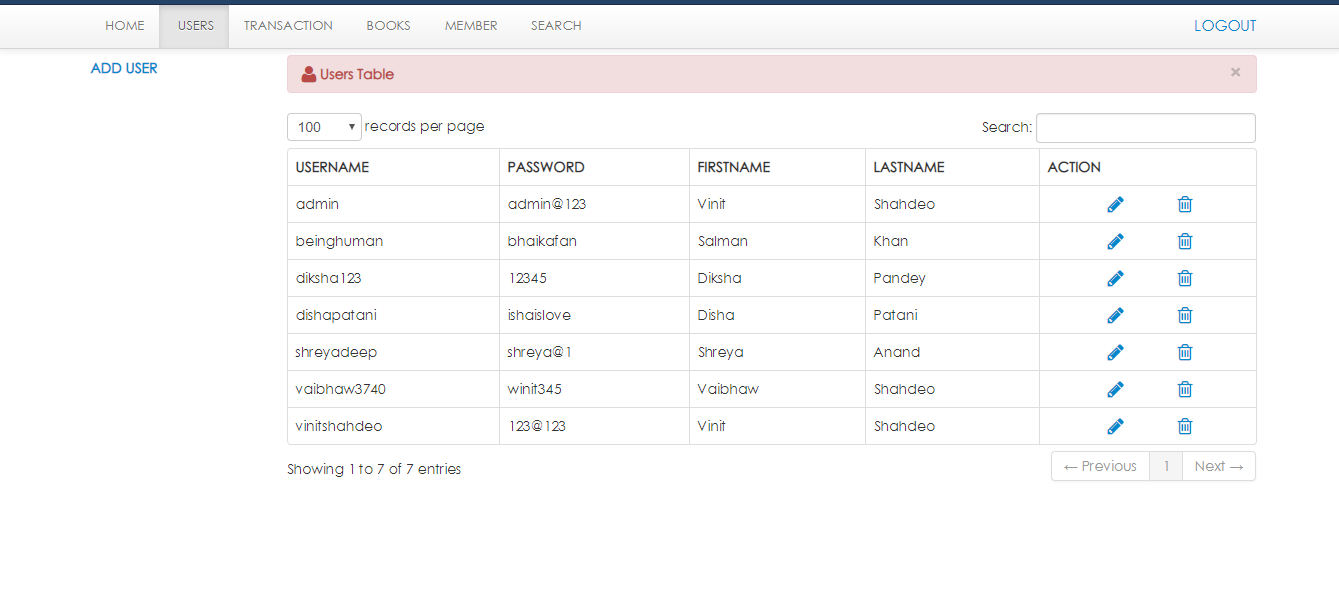 HOME USERS TRANSACTION BOOKS MEMBER SEARCH LOGOUT
ADD USER
Users Table ×
100 records per page Search:
USERNAME PASSWORD FIRSTNAME LASTNAME ACTION
admin admin@123 Vinit Shahdeo
beinghuman bhaikafan Salman Khan
diksha123 12345 Diksha Pandey
dishapatani ishaislove Disha Patani
shreyadeep shreya@1 Shreya Anand
vaibhaw3740 winit345 Vaibhaw Shahdeo
vinitshahdeo 123@123 Vinit Shahdeo
Showing 1 to 7 of 7 entries ← Previous 1 Next →